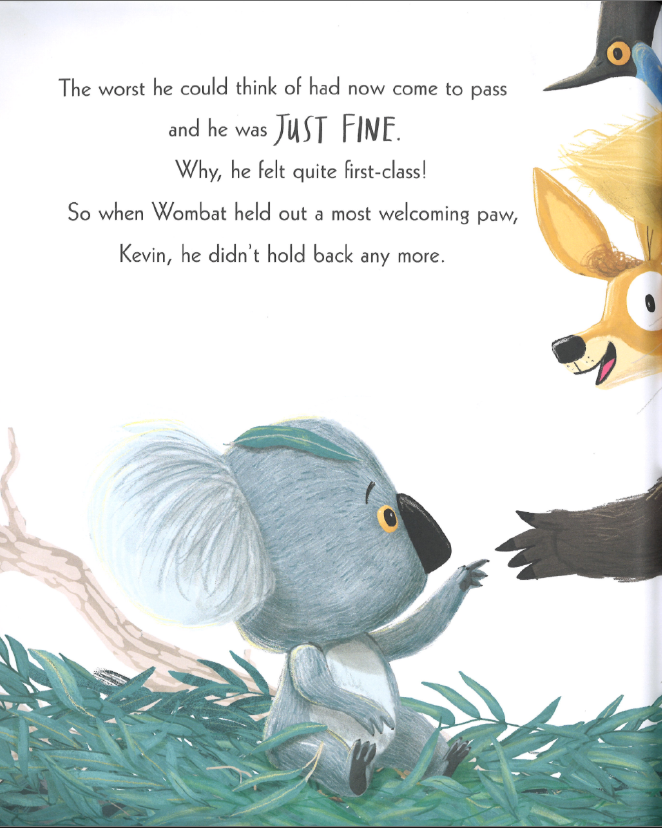 The worst he could think of had now come to pass
and he was JUST FINE.
Why, he felt quite first-class!
So when Wombat held out a most welcoming paw,
Kevin, he didn't hold back any more.